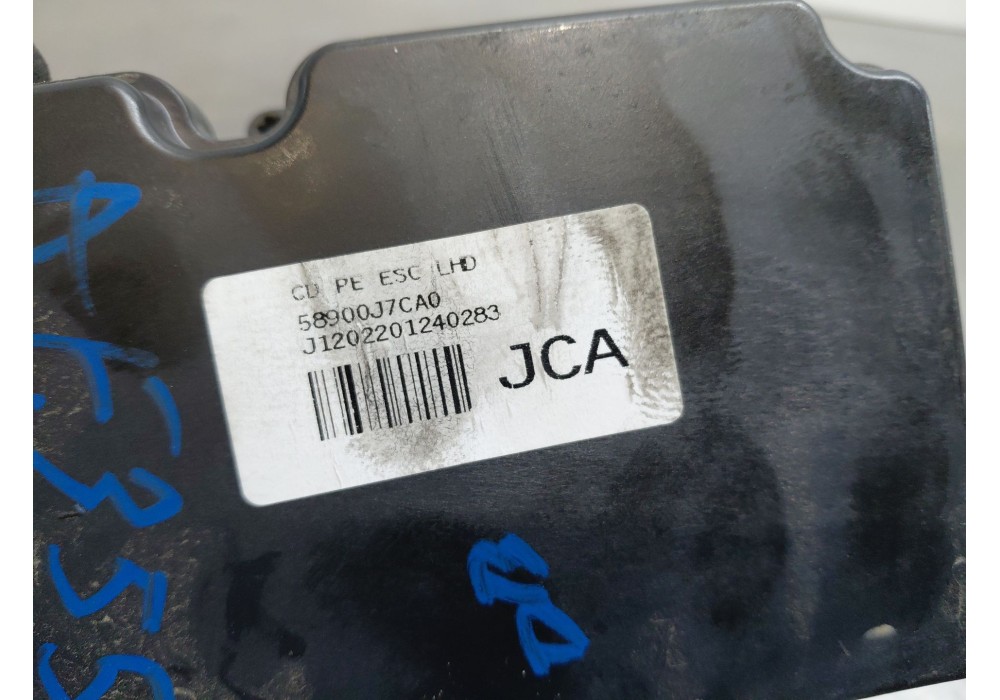 CD PE ESC LHD
58900J7CA0
J1202201240283
JCA